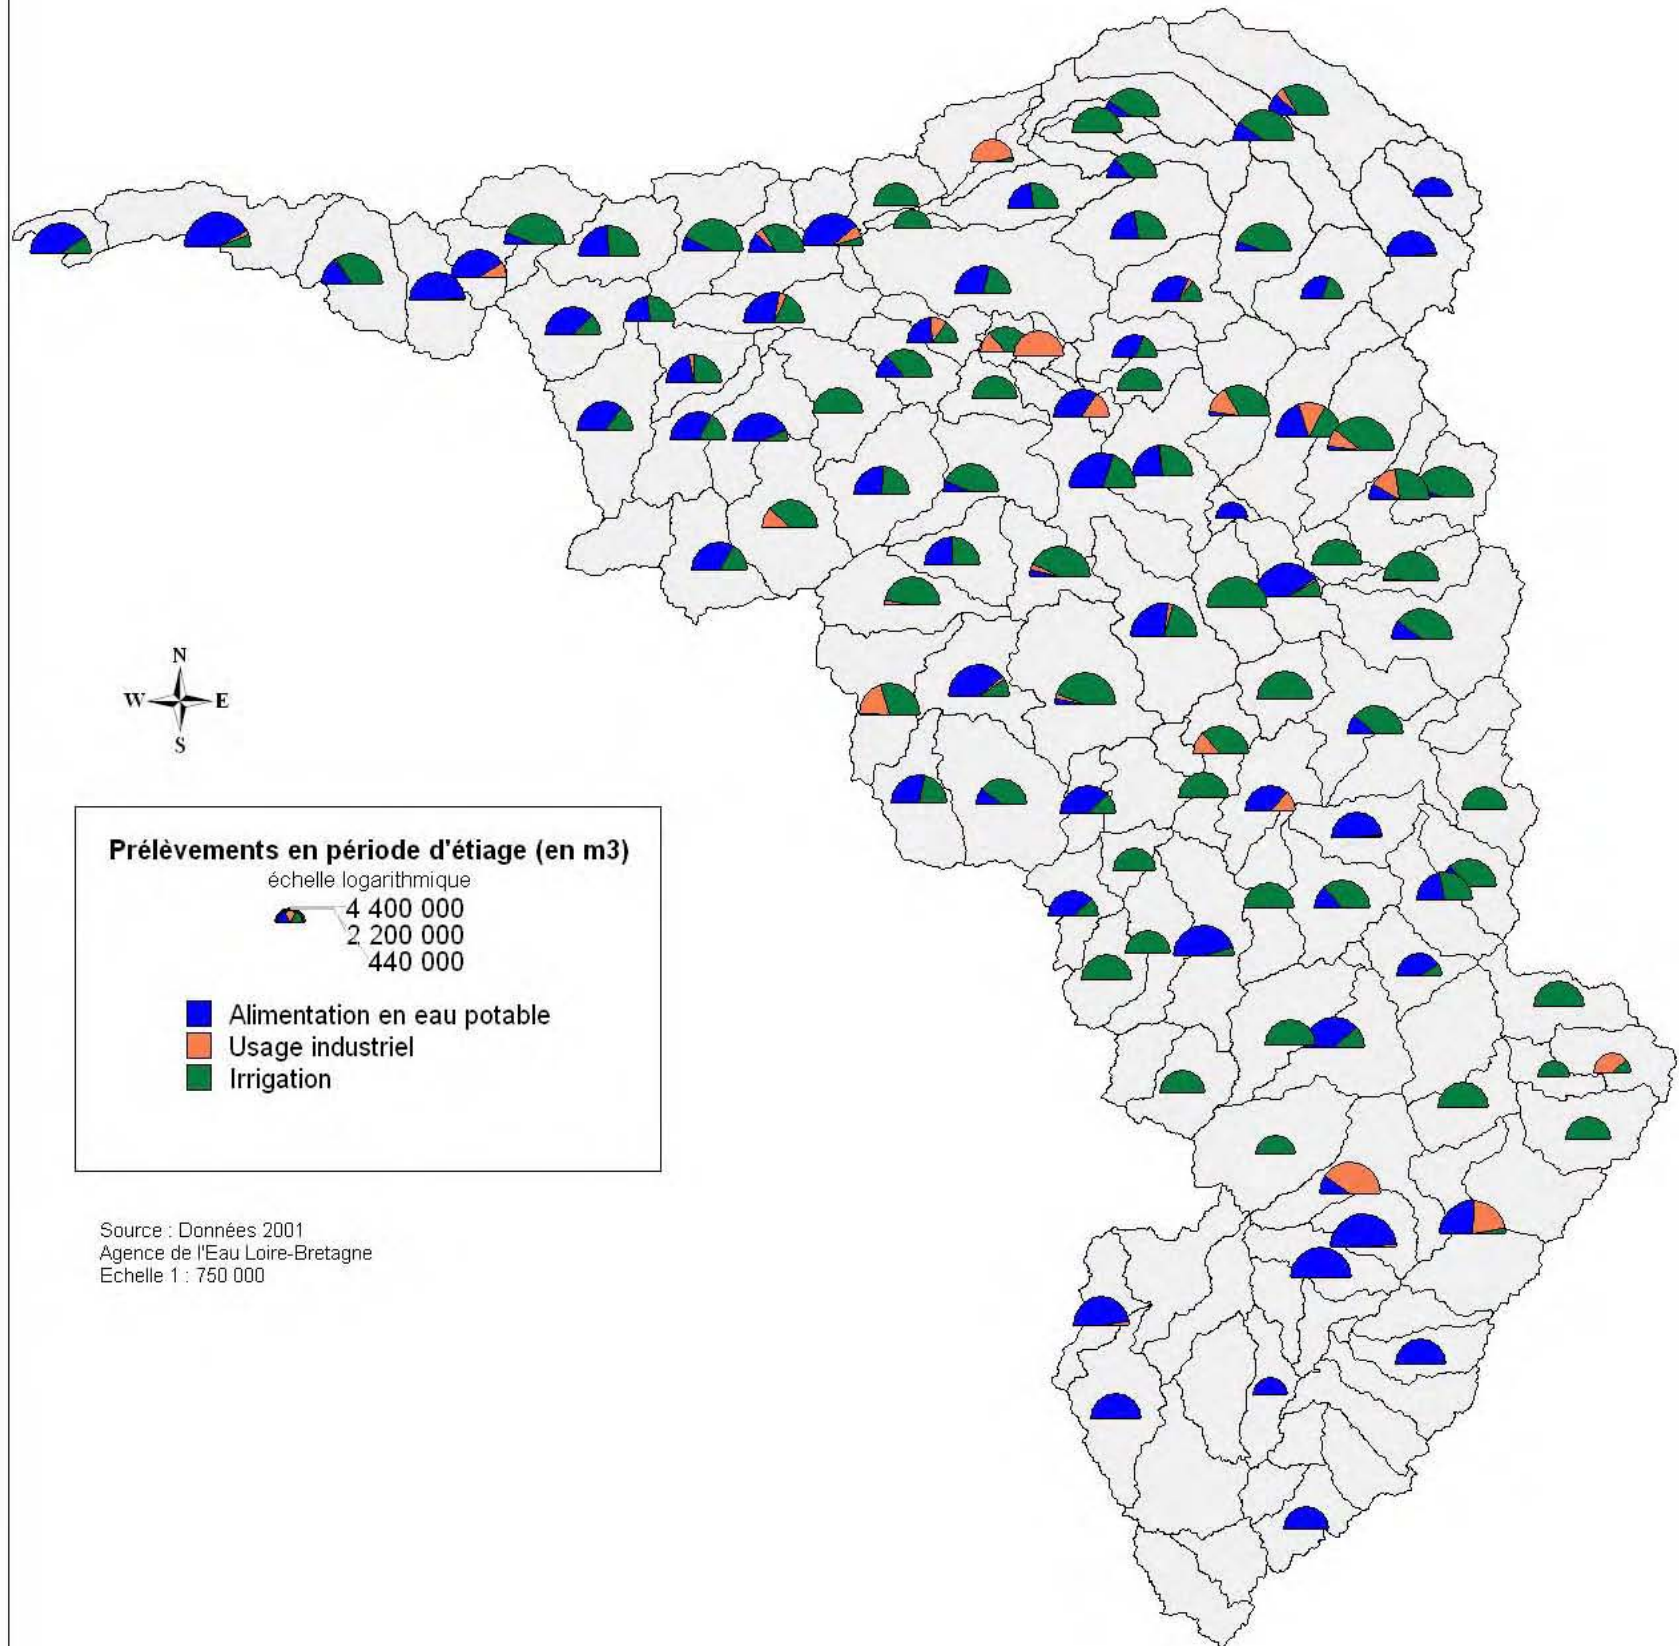 N
W E
S
Prélèvements en période d'étiage (en m3)
échelle logarithmique
4 400 000
2 200 000
440 000
Alimentation en eau potable
Usage industriel
Irrigation
Source : Données 2001
Agence de l'Eau Loire-Bretagne
Echelle 1 : 750 000